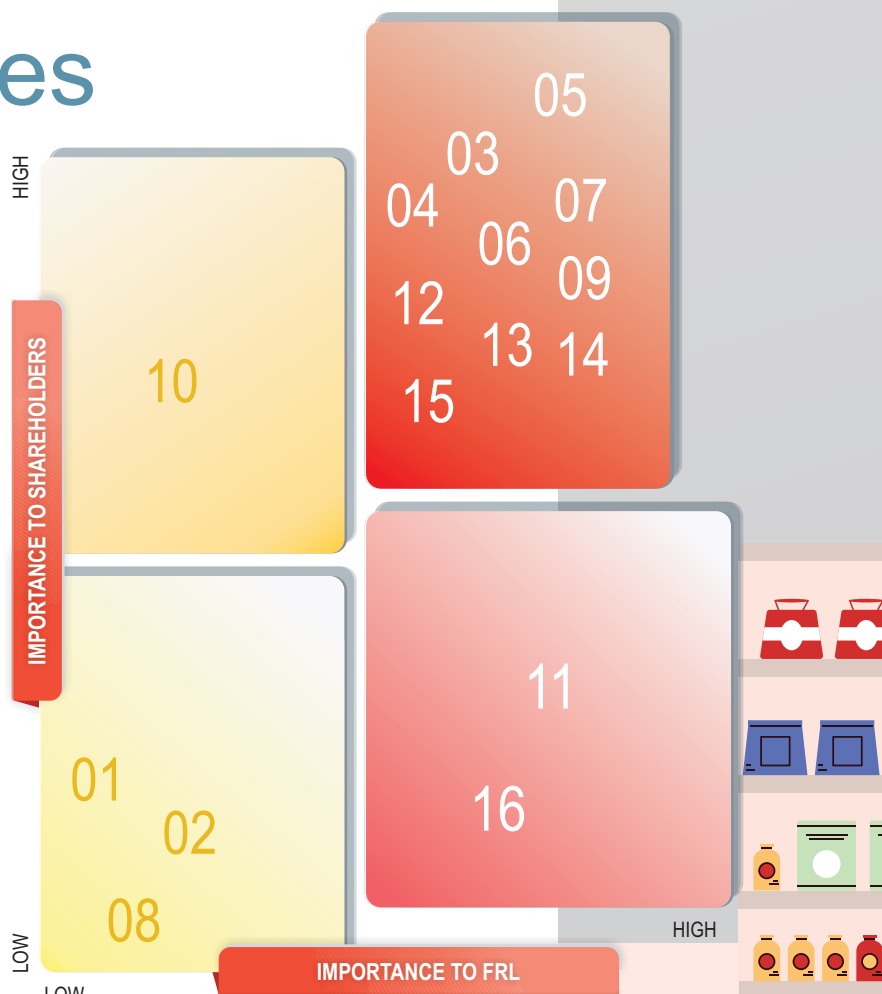 es
HIGH
IMPORTANCE TO SHAREHOLDERS
LOW
10
01
02
08
05
03
04
07
06
09
12
13
14
15
11
16
HIGH
IMPORTANCE TO FRL
LOW